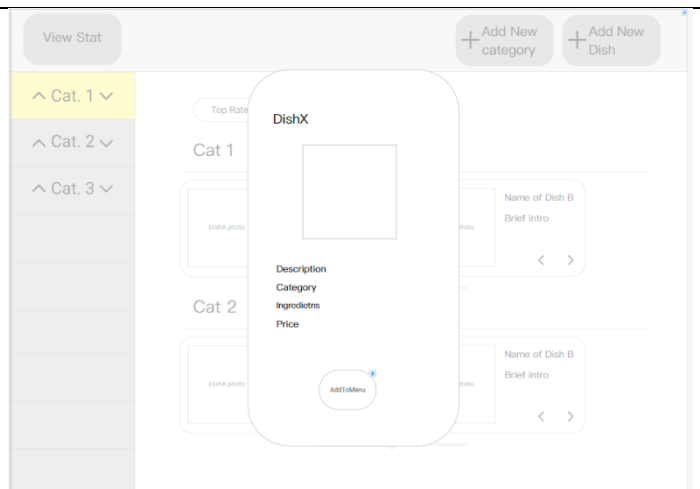 View Stat
Add New
category
Add New
Dish
Cat. 1
Cat. 2
Cat. 3
Top Rate
Cat 1
DishA photo
photo
Name of Dish B
Brief intro
Cat 2
DishA photo
photo
Name of Dish B
Brief intro
DishX
Description
Category
Ingredietns
Price
AddToMenu